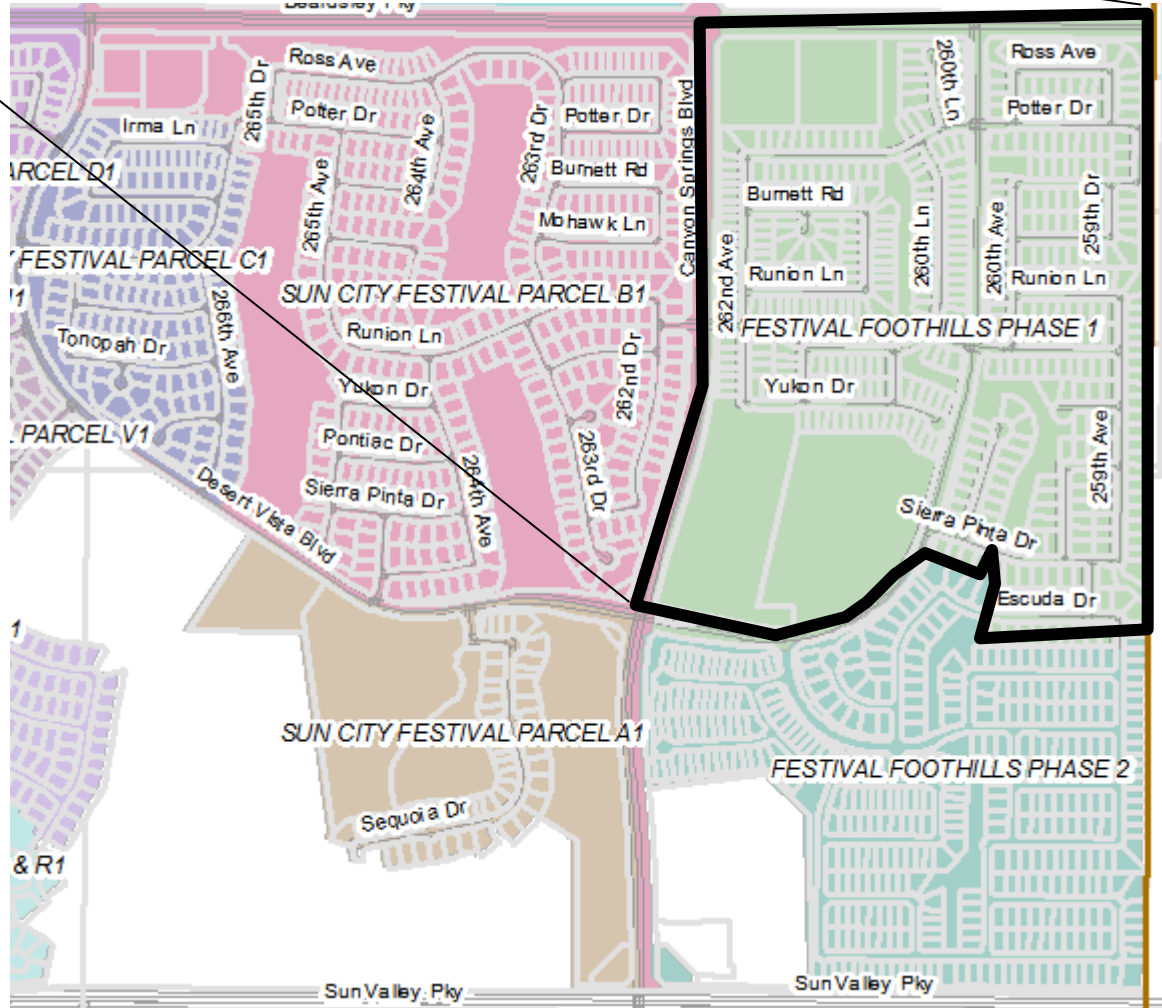 Beardsley Pky
Ross Ave
265th Dr
Potter Dr
Irma Ln
264th Ave
265th Ave
263rd Dr
Potter Dr
Burnett Rd
Mohawk Ln
Canyon Springs Blvd
260th Ln
Ross Ave
Potter Dr
Burnett Rd
262nd Ave
Runion Ln
260th Ln
260th Ave
259th Dr
Runion Ln
FESTIVAL FOOTHILLS PHASE 1
Yukon Dr
259th Ave
Sierra Pinta Dr
Escuda Dr
ARCEL D1
FESTIVAL PARCEL C1
SUN CITY FESTIVAL PARCEL B1
266th Ave
Tonopah Dr
Runion Ln
262nd Dr
Yukon Dr
PARCEL V1
Pontiac Dr
263rd Dr
264th Ave
Sierra Pinta Dr
Desert Vista Blvd
1
SUN CITY FESTIVAL PARCEL A1
FESTIVAL FOOTHILLS PHASE 2
Sequoia Dr
& R1
Sun Valley Pky
Sun Valley Pky